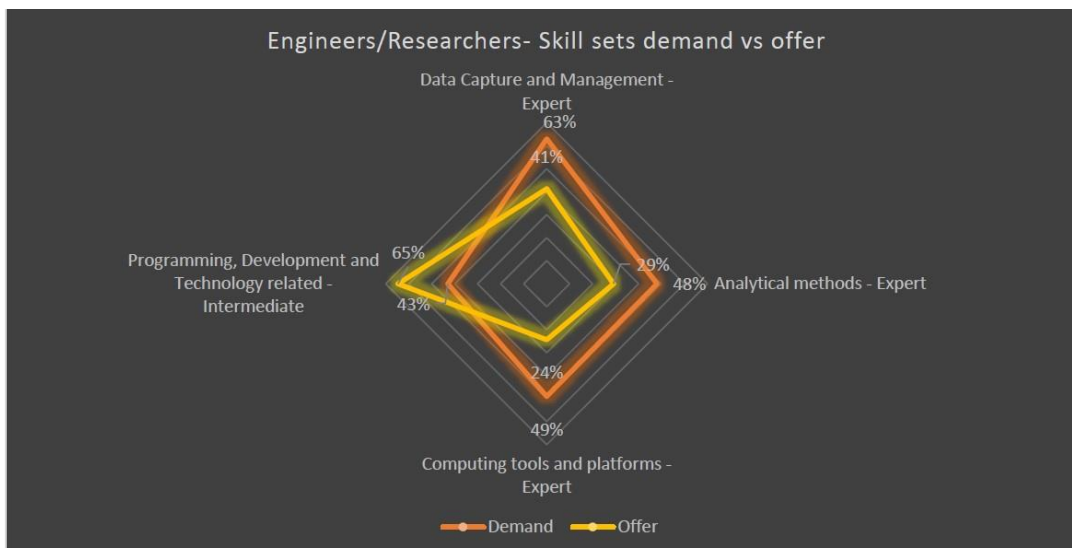 Engineers/Researchers- Skill sets demand vs offer
Data Capture and Management -
Expert
63%
41%
65%
Programming, Development and
Technology related -
Intermediate
43%
29%
48%
Analytical methods - Expert
24%
49%
Computing tools and platforms -
Expert
Demand
Offer